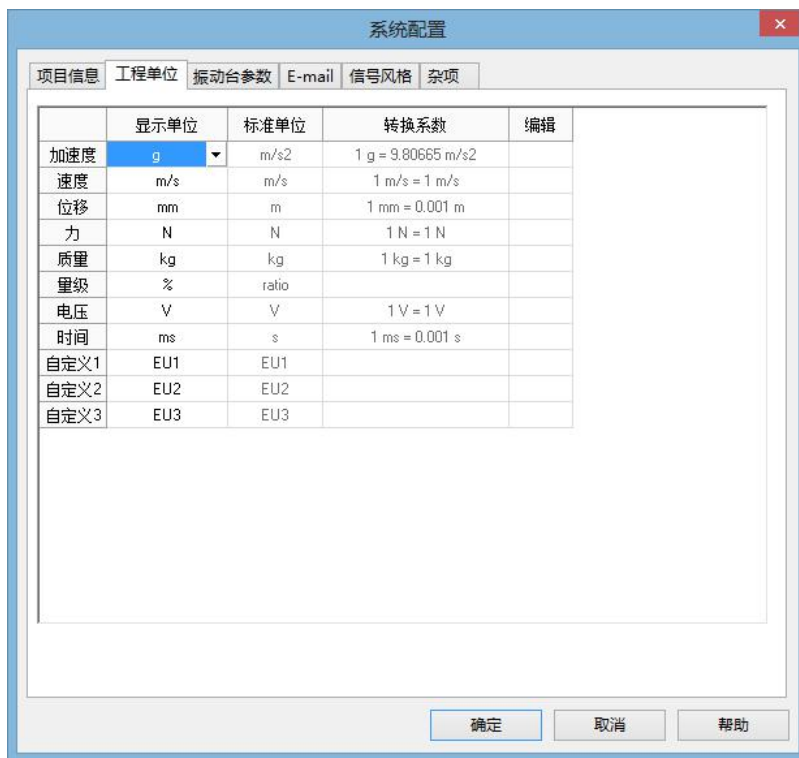 系统配置
项目信息 工程单位 振动台参数 E-mail 信号风格 杂项
显示单位 标准单位 转换系数 编辑
加速度 g m/s2 1 g = 9.80665 m/s2
速度 m/s m/s 1 m/s = 1 m/s
位移 mm m 1 mm = 0.001 m
力 N N 1 N = 1 N
质量 kg kg 1 kg = 1 kg
量级 % ratio
电压 V V 1 V = 1 V
时间 ms s 1 ms = 0.001 s
自定义1 EU1 EU1
自定义2 EU2 EU2
自定义3 EU3 EU3
确定 取消 帮助